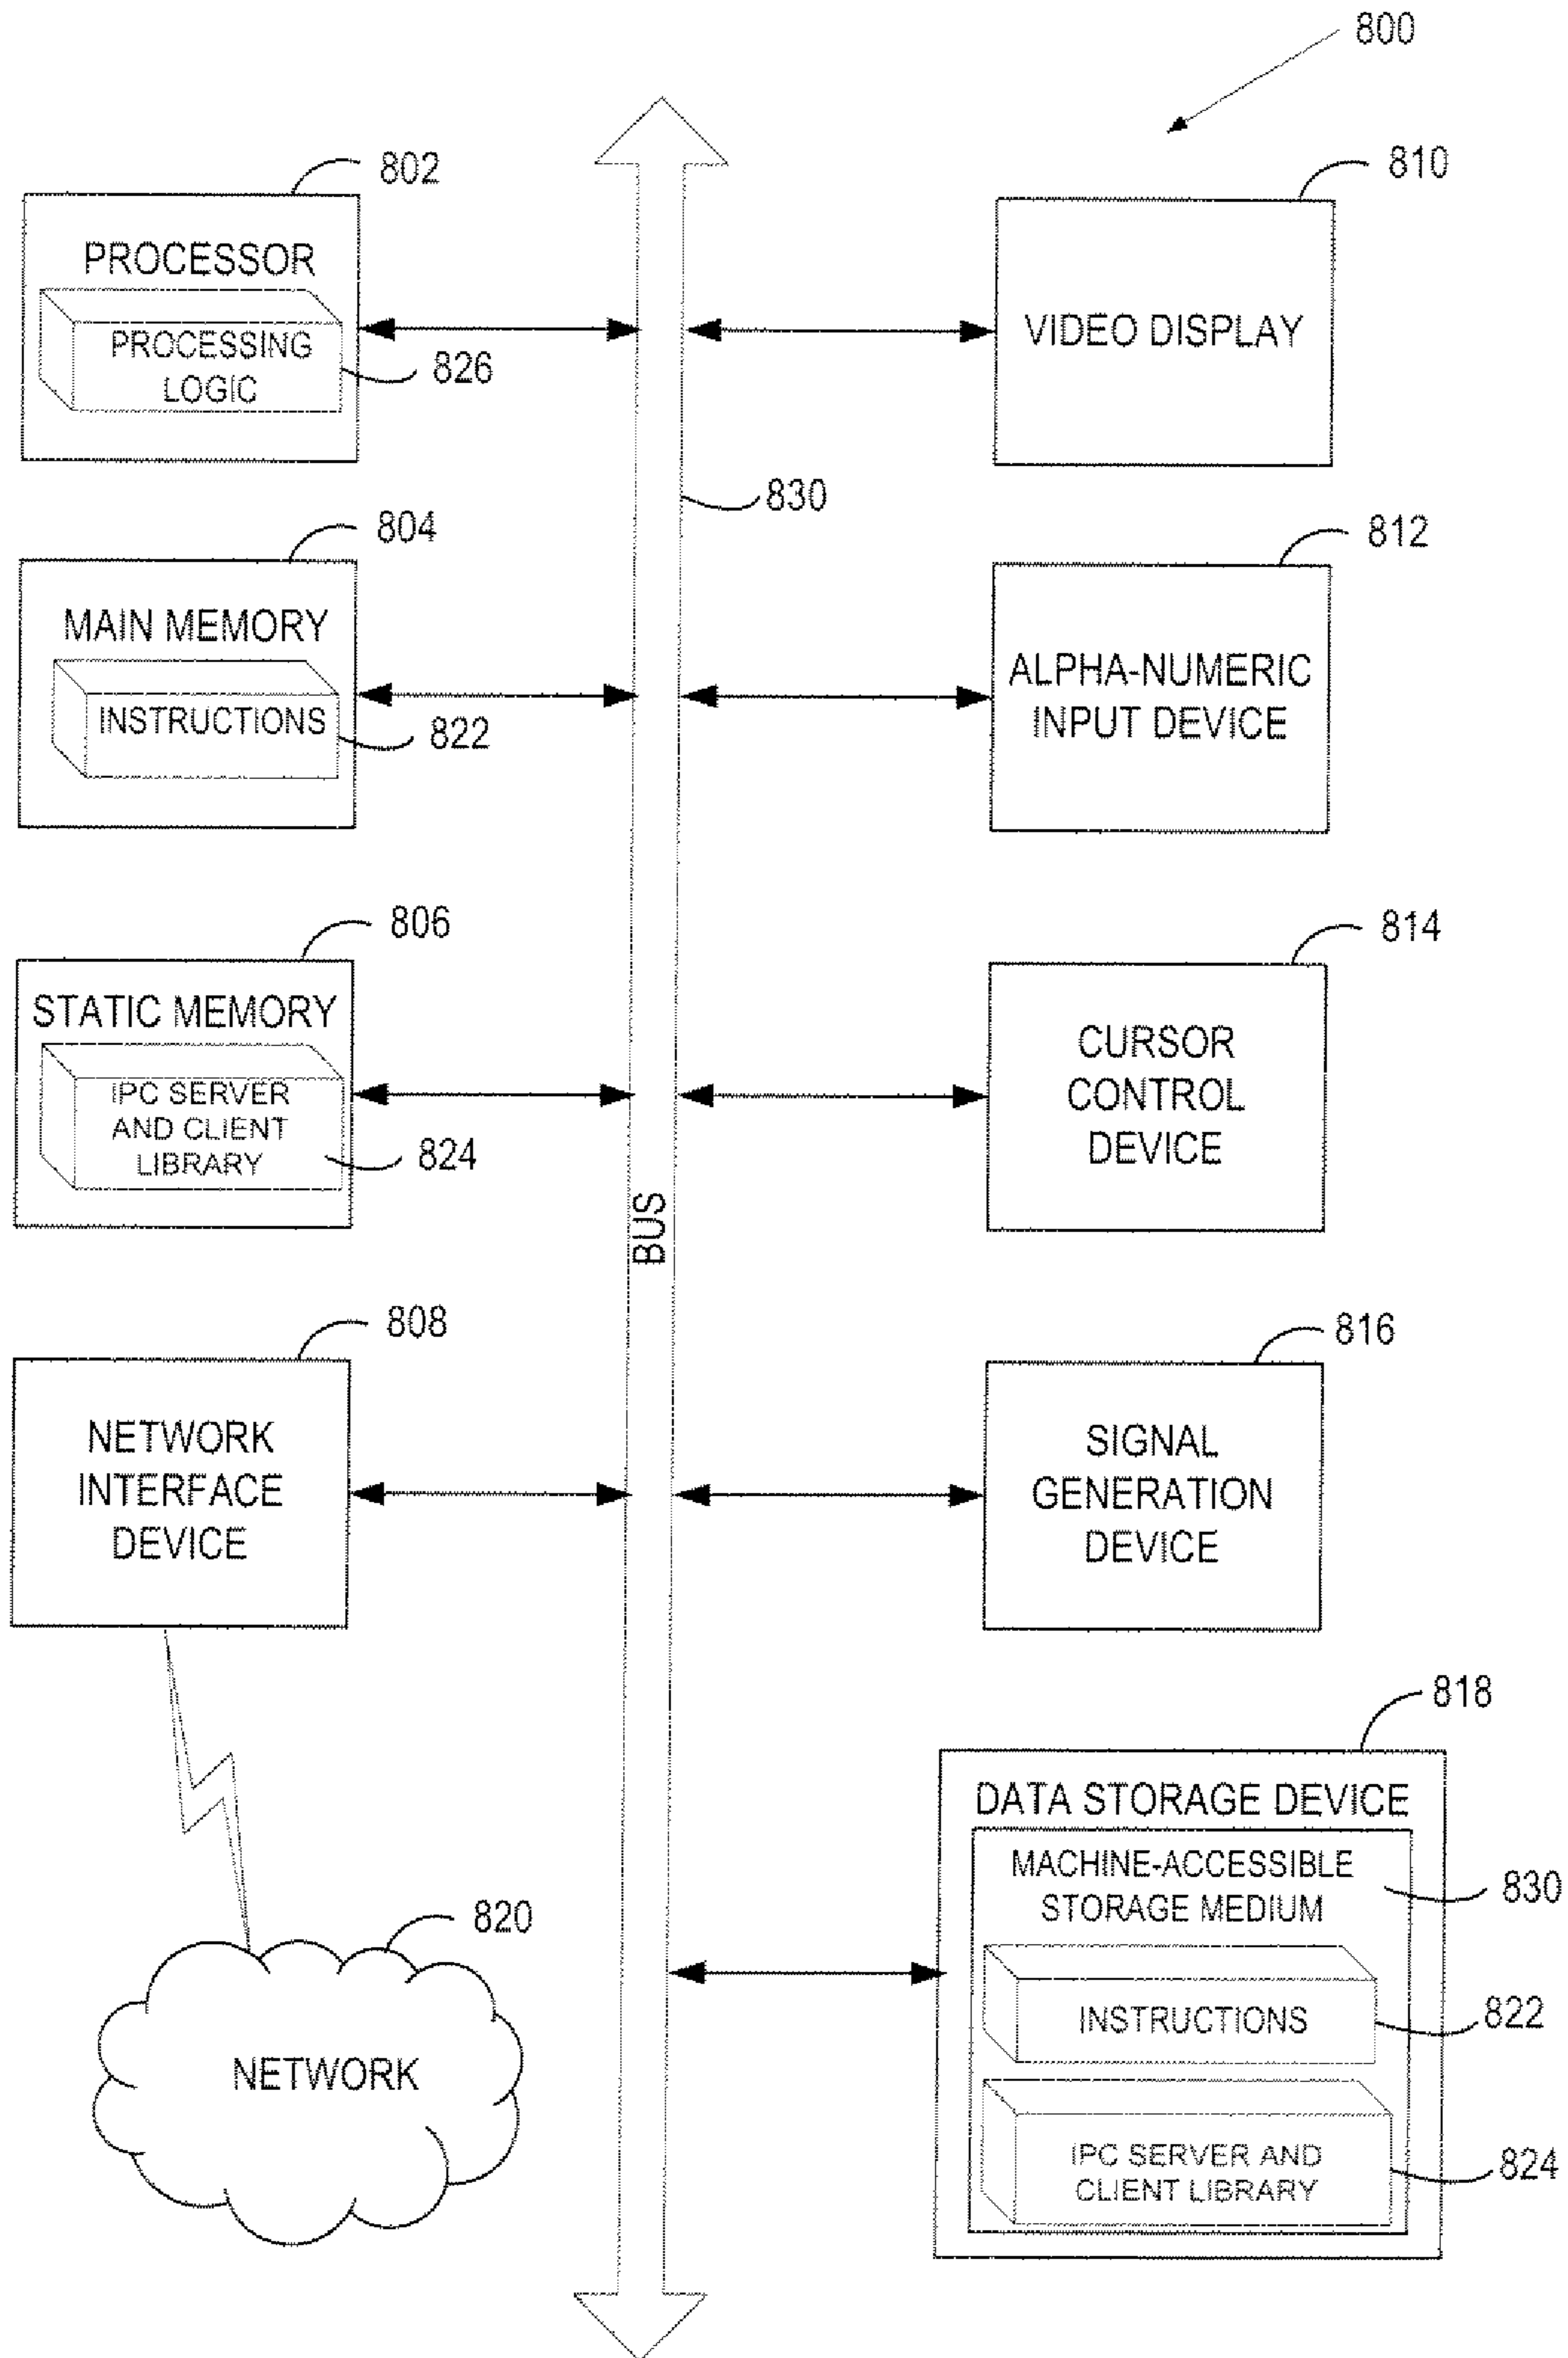 800
802
PROCESSOR
PROCESSING
LOGIC
826
810
VIDEO DISPLAY
830
804
MAIN MEMORY
INSTRUCTIONS
822
812
ALPHA-NUMERIC
INPUT DEVICE
806
STATIC MEMORY
IPC SERVER
AND CLIENT
LIBRARY
824
814
CURSOR
CONTROL
DEVICE
BUS
808
NETWORK
INTERFACE
DEVICE
816
SIGNAL
GENERATION
DEVICE
818
DATA STORAGE DEVICE
MACHINE-ACCESSIBLE
STORAGE MEDIUM
830
INSTRUCTIONS
822
IPC SERVER AND
CLIENT LIBRARY
824
820
NETWORK